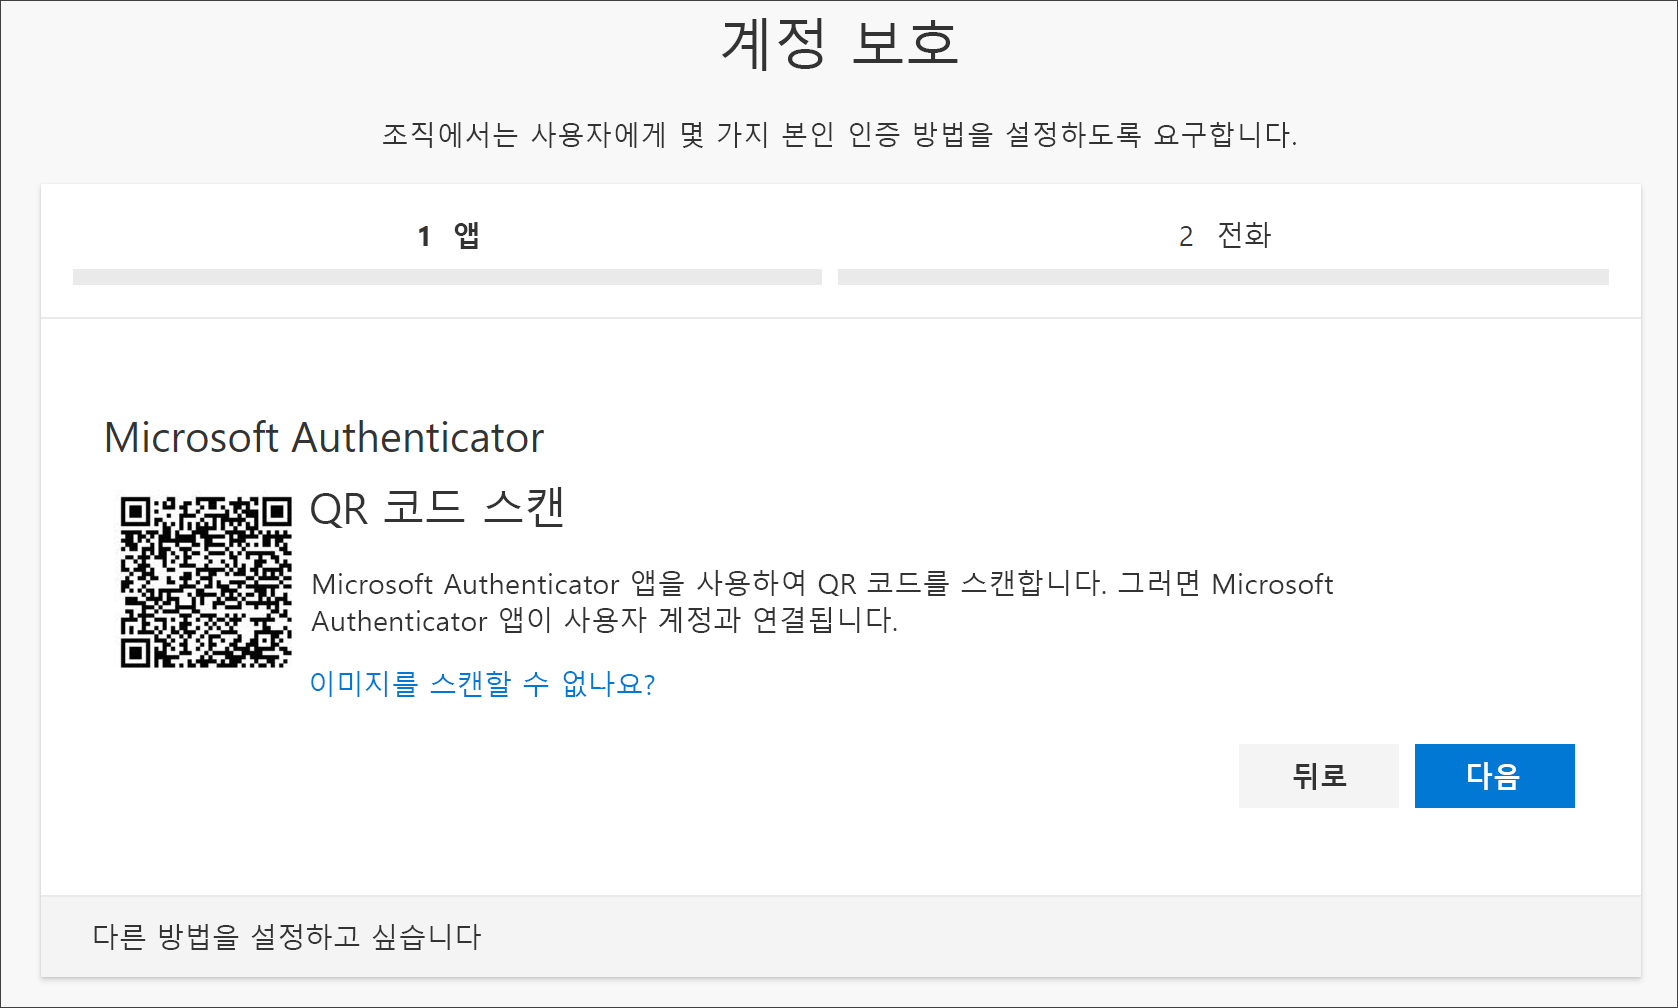 계정 보호
조직에서는 사용자에게 몇 가지 본인 인증 방법을 설정하도록 요구합니다.
1 앱
2 전화
Microsoft Authenticator
QR 코드 스캔
Microsoft Authenticator 앱을 사용하여 QR 코드를 스캔합니다. 그러면 Microsoft
Authenticator 앱이 사용자 계정과 연결됩니다.
이미지를 스캔할 수 없나요?
뒤로
다음
다른 방법을 설정하고 싶습니다